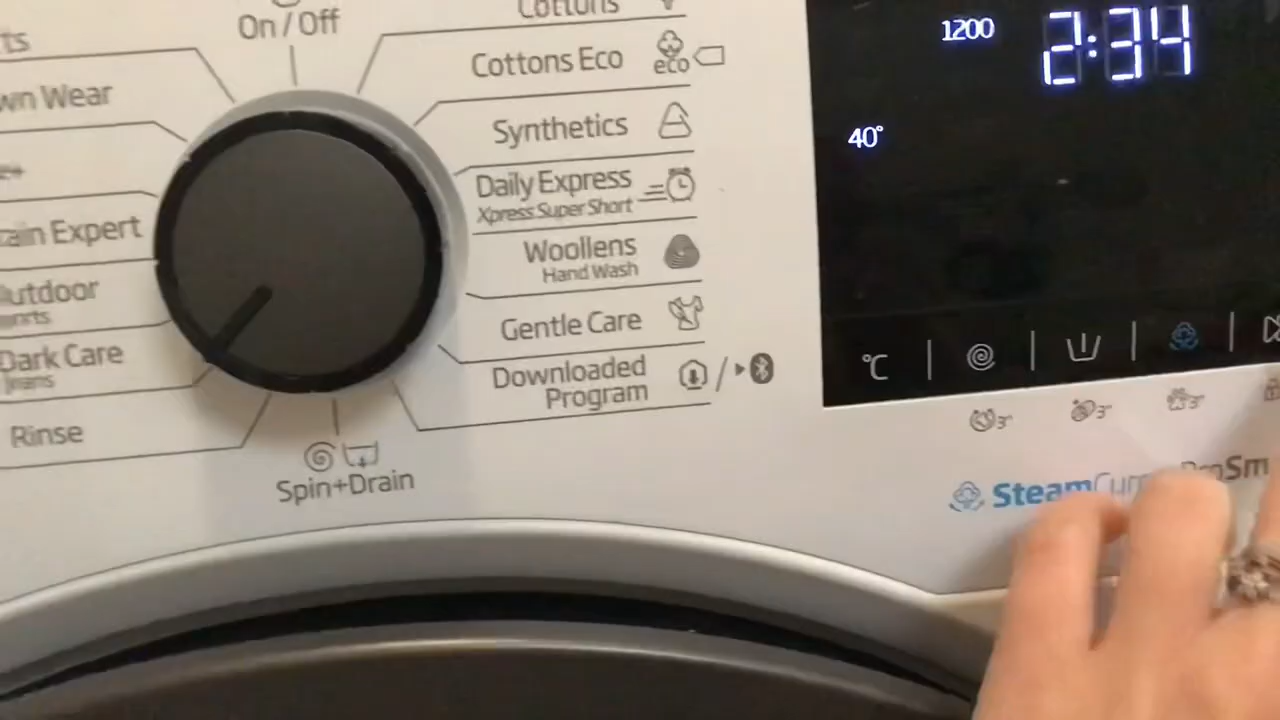 On / Off
Cottons
Cottons Eco
eco
Synthetics
Daily Express
Xpress Super Short
Woollens
Hand Wash
Gentle Care
Downloaded
Program
/
Wear
Expert
Dark Care
Rinse
Spin+Drain
1200
2:34
40°
°C
3"
3"
3"
Steam